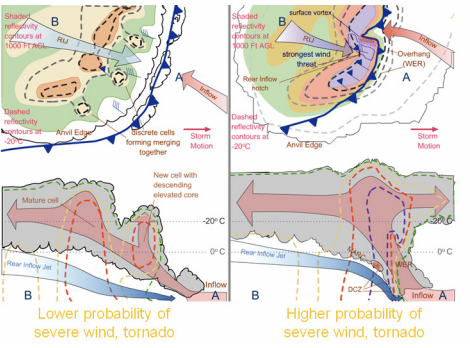 Shaded
reflectivity
contours at
1000 Ft AGL
B
RIJ
A
Inflow
Dashed
reflectivity
contours at
-20°C
Anvil Edge
discrete cells
forming merging
together
Storm
Motion
New cell with
descending
elevated core
Mature cell
-20°C
0°C
Rear Inflow Jet
Inflow
B
A
Lower probability of
severe wind, tornado
Shaded
reflectivity
contours at
1000 Ft AGL
B
surface vortex
RIJ
strongest wind
threat
Rear Inflow
notch
Inflow
Overhang
(WER)
A
Dashed
reflectivity
contours at
-20°C
Anvil Edge
Storm
Motion
-20°C
0°C
MARC
WER
Rear Inflow Jet
DCZ
Inflow
B
A
Higher probability of
severe wind, tornado